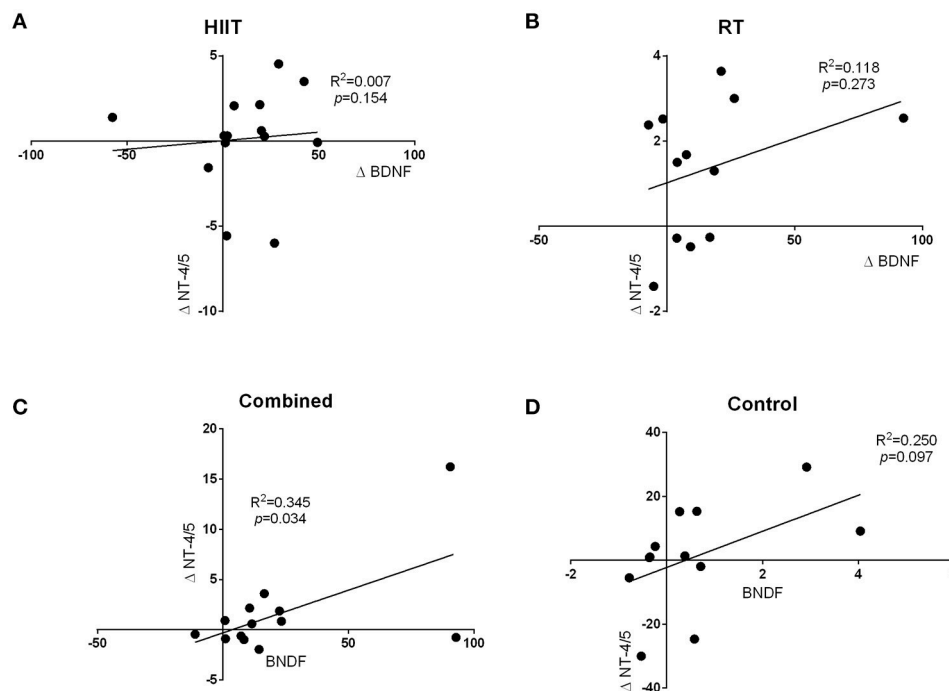 A
HIIT
5
R²=0.007
p=0.154
-100
-50
50
100
Δ BDNF
-5
Δ NT-4/5
-10
B
RT
4
R²=0.118
p=0.273
2
-50
50
100
Δ BDNF
Δ NT-4/5
-2
C
Combined
20
15
R²=0.345
p=0.034
Δ NT-4/5
10
5
-50
50
100
BNDF
-5
D
Control
40
R²=0.250
p=0.097
20
-2
2
4
BNDF
-20
Δ NT-4/5
-40